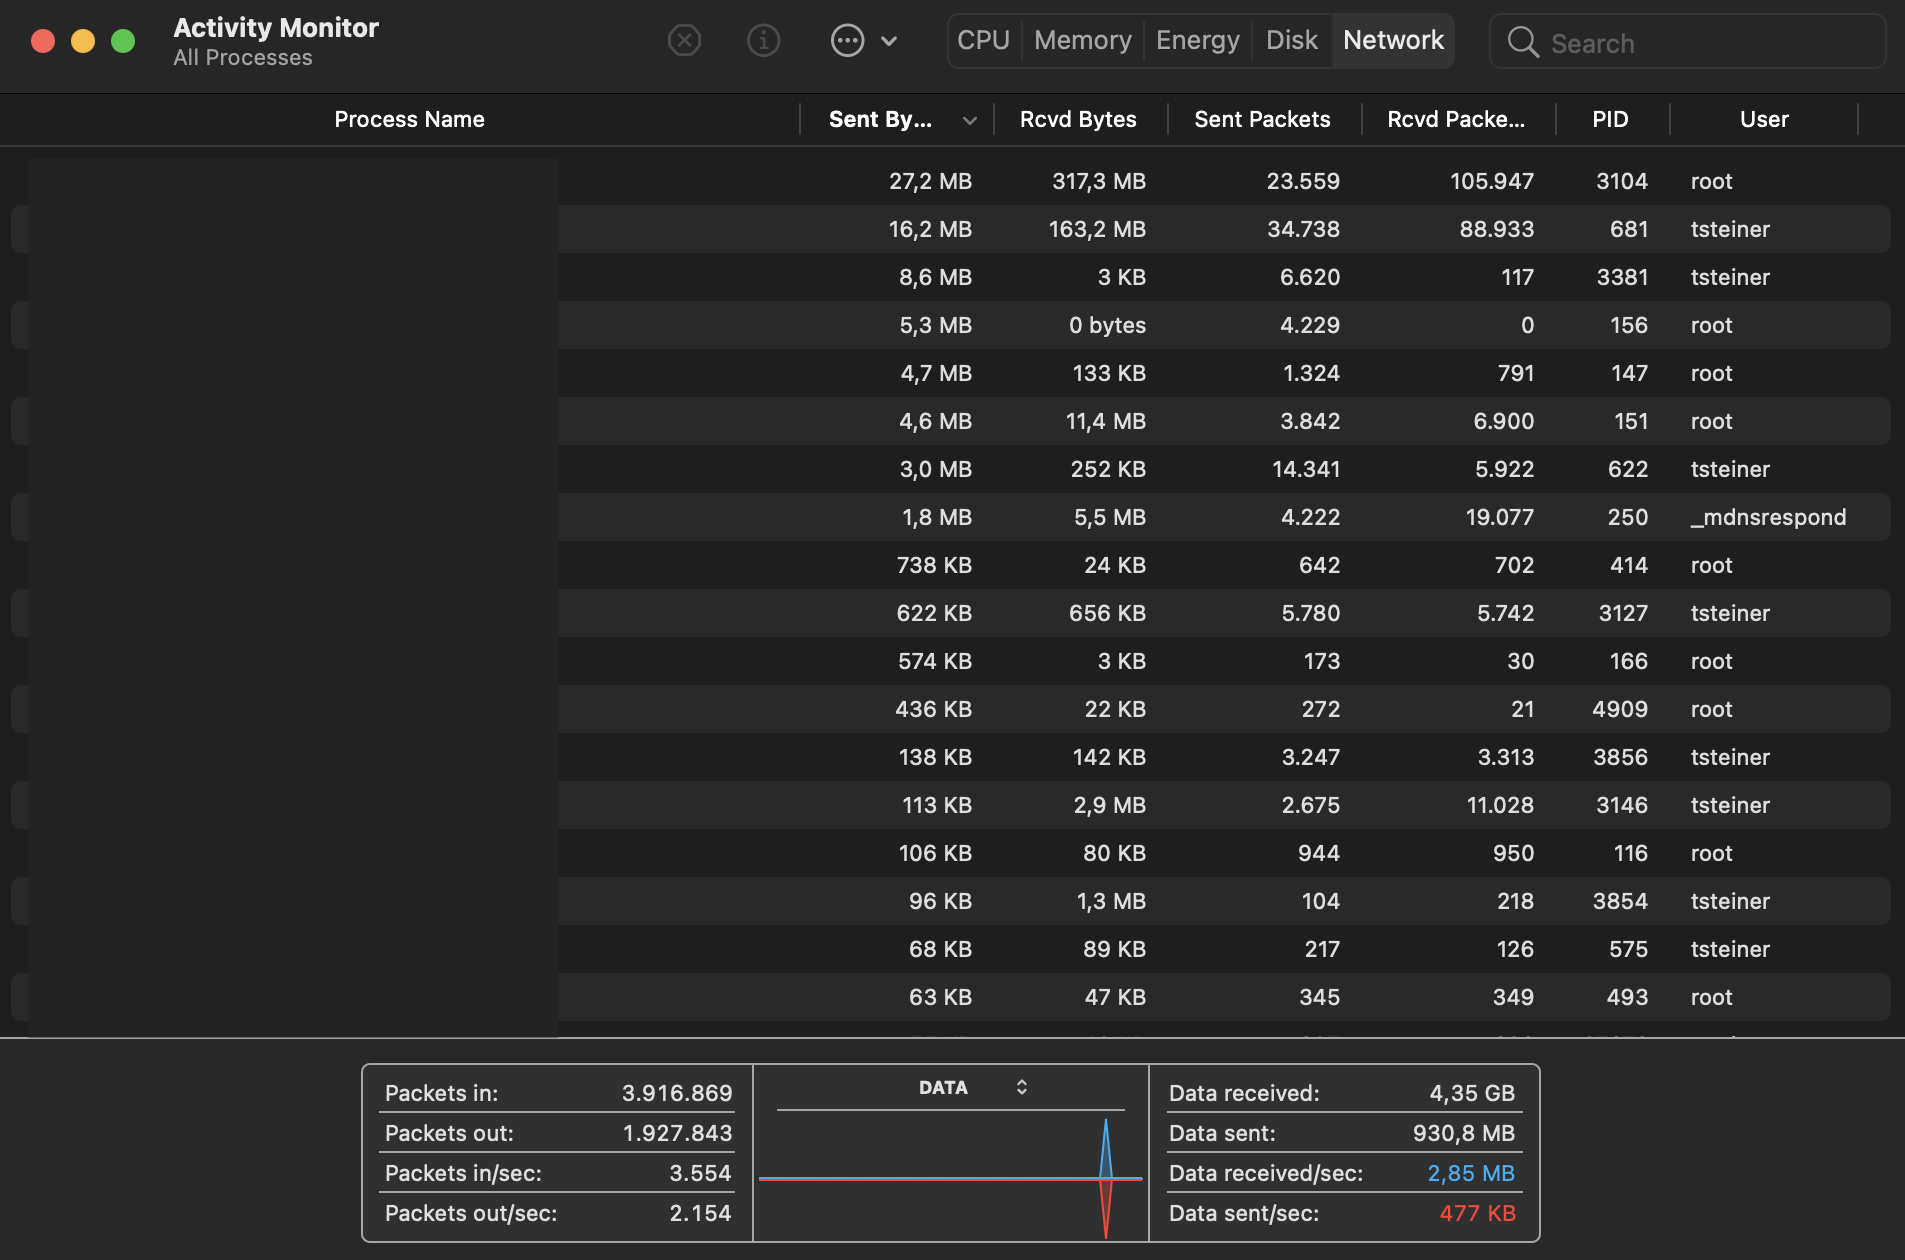 Activity Monitor
All Processes
CPU Memory Energy Disk Network Search
Process Name Sent By... Rcvd Bytes Sent Packets Rcvd Packe... PID User
27,2 MB 317,3 MB 23.559 105.947 3104 root
16,2 MB 163,2 MB 34.738 88.933 681 tsteiner
8,6 MB 3 KB 6.620 117 3381 tsteiner
5,3 MB 0 bytes 4.229 0 156 root
4,7 MB 133 KB 1.324 791 147 root
4,6 MB 11,4 MB 3.842 6.900 151 root
3,0 MB 252 KB 14.341 5.922 622 tsteiner
1,8 MB 5,5 MB 4.222 19.077 250 _mdnsrespond
738 KB 24 KB 642 702 414 root
622 KB 656 KB 5.780 5.742 3127 tsteiner
574 KB 3 KB 173 30 166 root
436 KB 22 KB 272 21 4909 root
138 KB 142 KB 3.247 3.313 3856 tsteiner
113 KB 2,9 MB 2.675 11.028 3146 tsteiner
106 KB 80 KB 944 950 116 root
96 KB 1,3 MB 104 218 3854 tsteiner
68 KB 89 KB 217 126 575 tsteiner
63 KB 47 KB 345 349 493 root
Packets in: 3.916.869
Packets out: 1.927.843
Packets in/sec: 3.554
Packets out/sec: 2.154
DATA
Data received: 4,35 GB
Data sent: 930,8 MB
Data received/sec: 2,85 MB
Data sent/sec: 477 KB